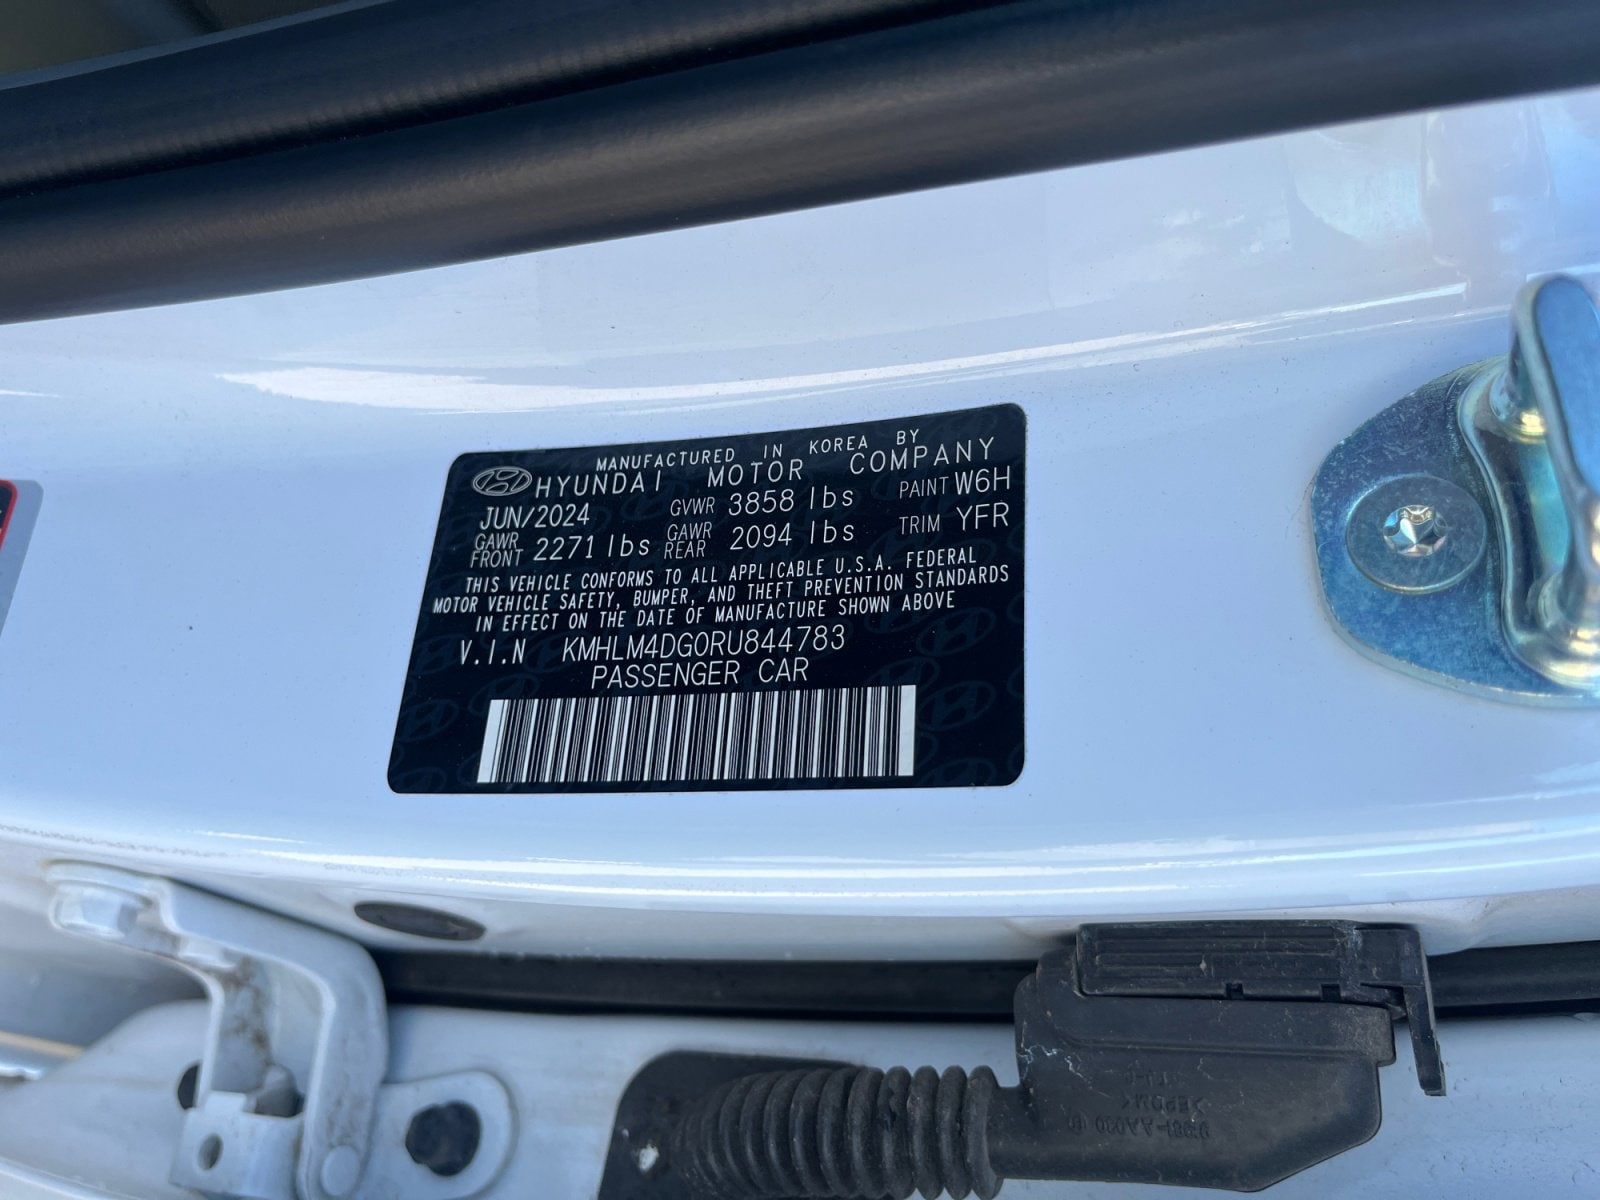 MANUFACTURED IN KOREA BY
HYUNDAI MOTOR COMPANY
JUN/2024 GVWR 3858 lbs PAINT W6H
GAWR FRONT 2271 lbs GAWR REAR 2094 lbs TRIM YFR
THIS VEHICLE CONFORMS TO ALL APPLICABLE U.S.A. FEDERAL
MOTOR VEHICLE SAFETY, BUMPER, AND THEFT PREVENTION STANDARDS
IN EFFECT ON THE DATE OF MANUFACTURE SHOWN ABOVE
V.I.N KMHLM4DG0RU844783
PASSENGER CAR
>EPDM<